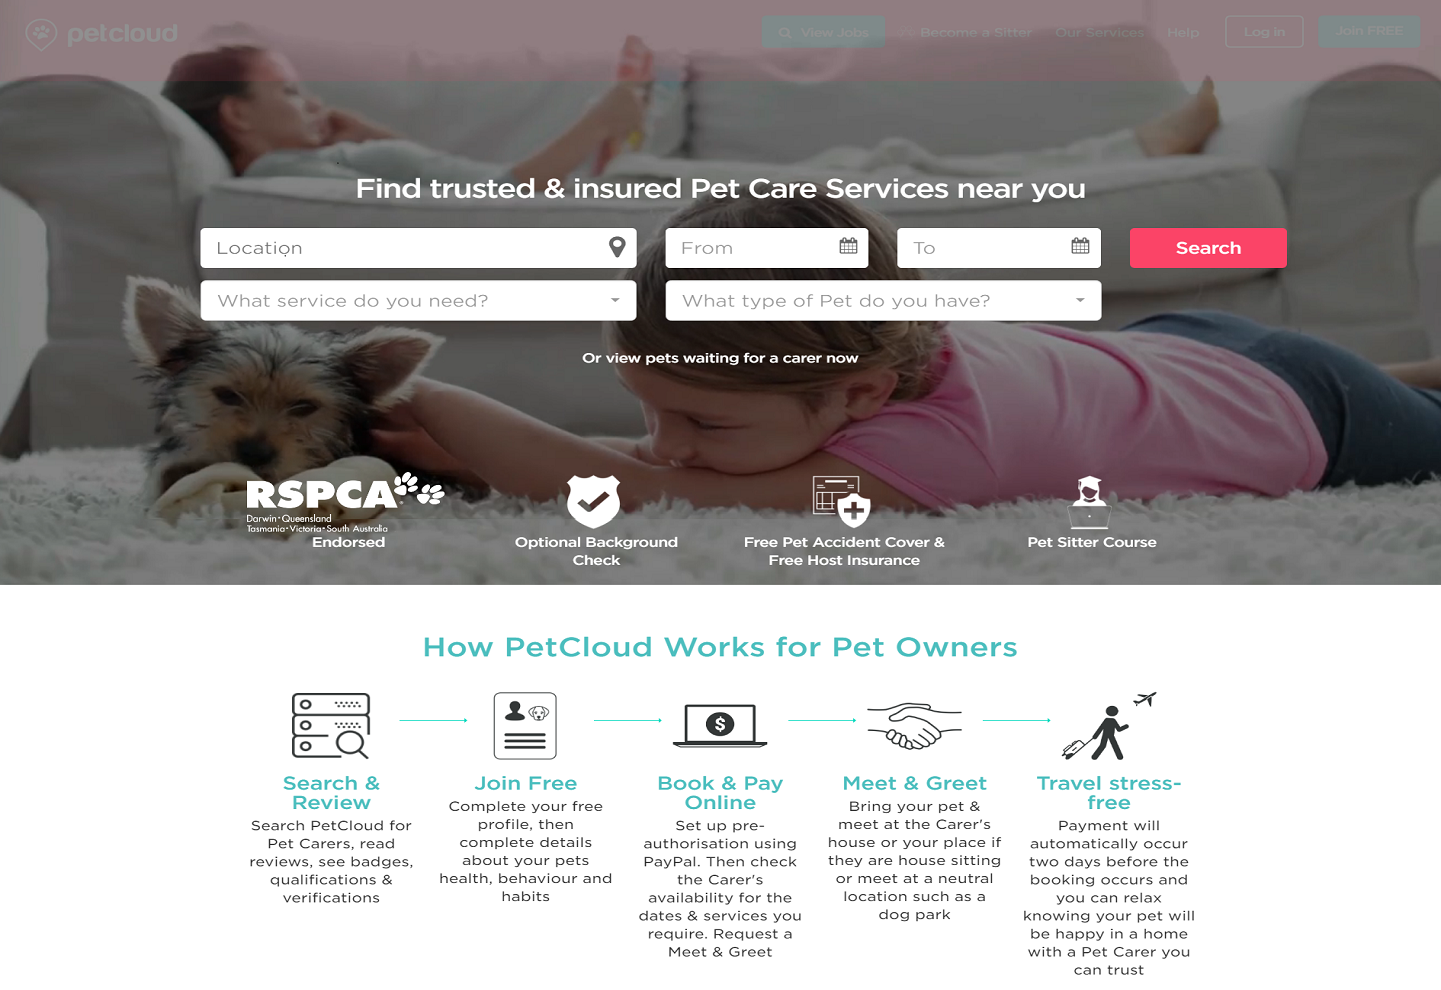 petcloud
View Jobs
Become a Sitter
Our Services
Help
Log in
Join FREE
Find trusted & insured Pet Care Services near you
Location
From
To
Search
What service do you need?
What type of Pet do you have?
Or view pets waiting for a carer now
RSPCA
Darwin•Queensland
Tasmania•Victoria•South Australia
Endorsed
Optional Background
Check
Free Pet Accident Cover &
Free Host Insurance
Pet Sitter Course
How PetCloud Works for Pet Owners
Search &
Review
Search PetCloud for
Pet Carers, read
reviews, see badges,
qualifications &
verifications
Join Free
Complete your free
profile, then
complete details
about your pets
health, behaviour and
habits
$
Book & Pay
Online
Set up pre-
authorisation using
PayPal. Then check
the Carer's
availability for the
dates & services you
require. Request a
Meet & Greet
Meet & Greet
Bring your pet &
meet at the Carer's
house or your place if
they are house sitting
or meet at a neutral
location such as a
dog park
Travel stress-
free
Payment will
automatically occur
two days before the
booking occurs and
you can relax
knowing your pet will
be happy in a home
with a Pet Carer you
can trust